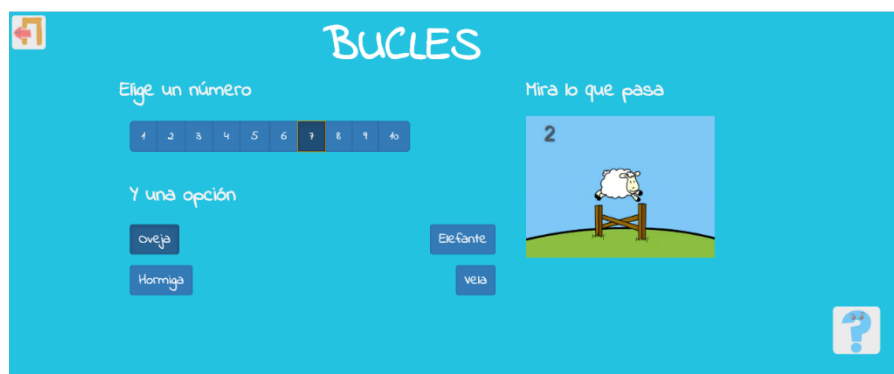 BUCLES
Elige un número
1 2 3 4 5 6 7 8 9 10
Y una opción
Oveja
Elefante
Hormiga
Vela
Mira lo que pasa
2
?